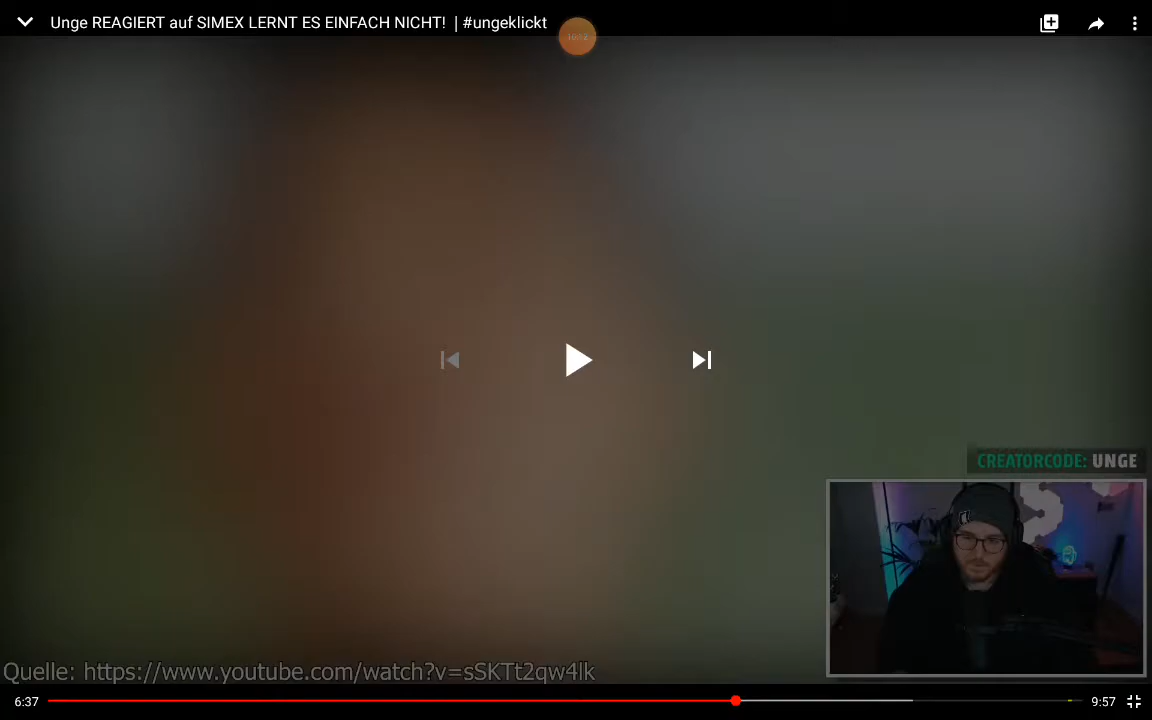 Unge REAGIERT auf SIMEX LERNT ES EINFACH NICHT! | #ungeklickt
CREATORCODE: UNGE
Quelle: https://www.youtube.com/watch?v=sSKTt2qw4lk
6:37
9:57